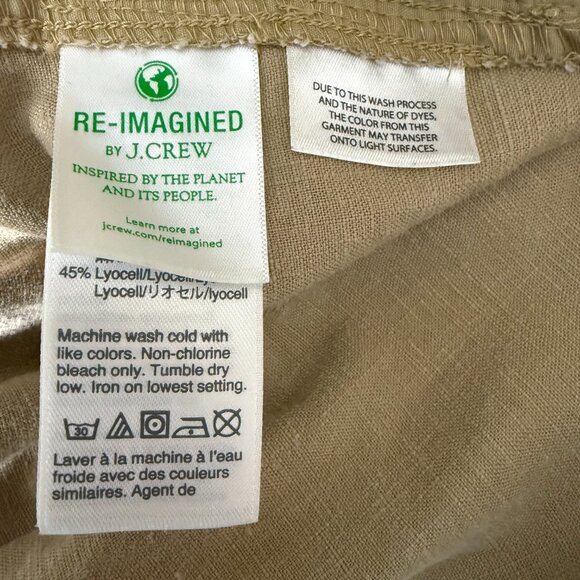 RE-IMAGINED
BY J.CREW
INSPIRED BY THE PLANET
AND ITS PEOPLE.
Learn more at
jcrew.com/reimagined
DUE TO THIS WASH PROCESS
AND THE NATURE OF DYES,
THE COLOR FROM THIS
GARMENT MAY TRANSFER
ONTO LIGHT SURFACES.
45% Lyocell/Lyocell/Lyocell/
Lyocell/リオセル/lyocell
Machine wash cold with
like colors. Non-chlorine
bleach only. Tumble dry
low. Iron on lowest setting.
30
Laver à la machine à l'eau
froide avec des couleurs
similaires. Agent de